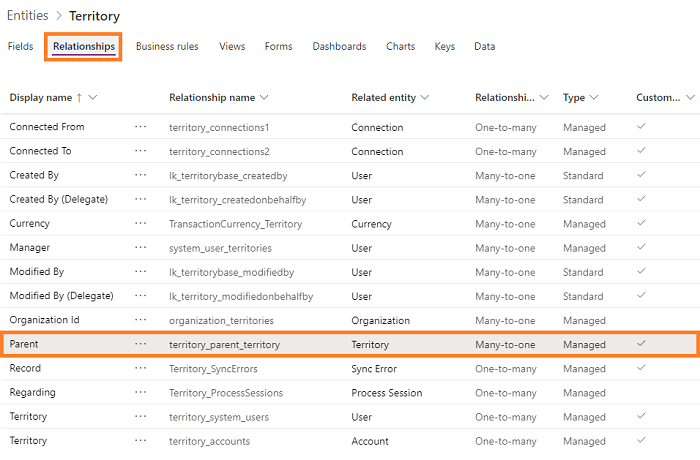 Entities > Territory
Fields Relationships Business rules Views Forms Dashboards Charts Keys Data
Display name ↑ Relationship name Related entity Relationshi... Type Custom...
Connected From ... territory_connections1 Connection One-to-many Managed ✓
Connected To ... territory_connections2 Connection One-to-many Managed ✓
Created By ... lk_territorybase_createdby User Many-to-one Standard ✓
Created By (Delegate) ... lk_territory_createdonbehalfby User Many-to-one Standard ✓
Currency ... TransactionCurrency_Territory Currency Many-to-one Managed ✓
Manager ... system_user_territories User Many-to-one Managed ✓
Modified By ... lk_territorybase_modifiedby User Many-to-one Standard ✓
Modified By (Delegate) ... lk_territory_modifiedonbehalfby User Many-to-one Standard ✓
Organization Id ... organization_territories Organization Many-to-one Managed
Parent ... territory_parent_territory Territory Many-to-one Managed ✓
Record ... Territory_SyncErrors Sync Error One-to-many Managed ✓
Regarding ... Territory_ProcessSessions Process Session One-to-many Managed
Territory ... territory_system_users User One-to-many Managed ✓
Territory ... territory_accounts Account One-to-many Managed ✓